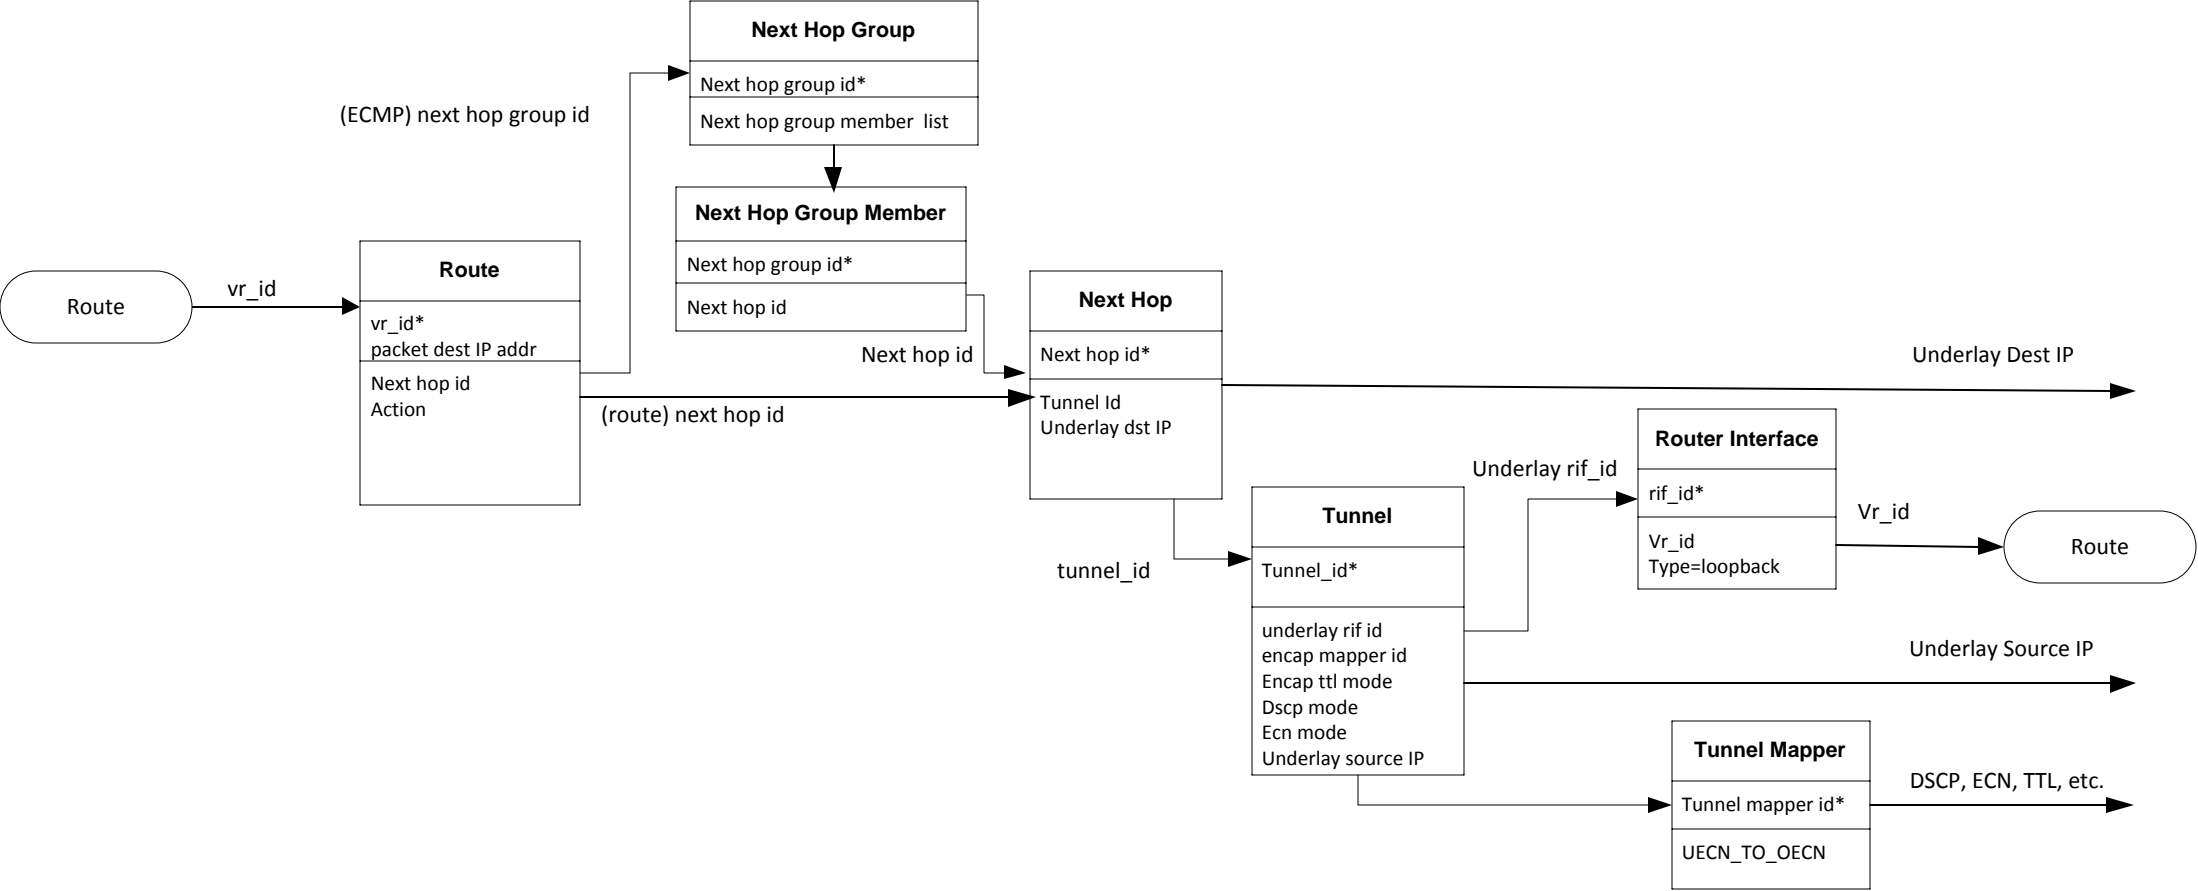 Next Hop Group
Next hop group id*
Next hop group member  list
(ECMP) next hop group id
Next Hop Group Member
Next hop group id*
Next hop id
Route
vr_id
Route
vr_id*
packet dest IP addr
Next hop id
Action
(route) next hop id
Next hop id
Next Hop
Next hop id*
Tunnel Id
Underlay dst IP
Underlay Dest IP
tunnel_id
Tunnel
Tunnel_id*
underlay rif id
encap mapper id
Encap ttl mode
Dscp mode
Ecn mode
Underlay source IP
Underlay rif_id
Router Interface
rif_id*
Vr_id
Type=loopback
Vr_id
Route
Underlay Source IP
Tunnel Mapper
Tunnel mapper id*
UECN_TO_OECN
DSCP, ECN, TTL, etc.